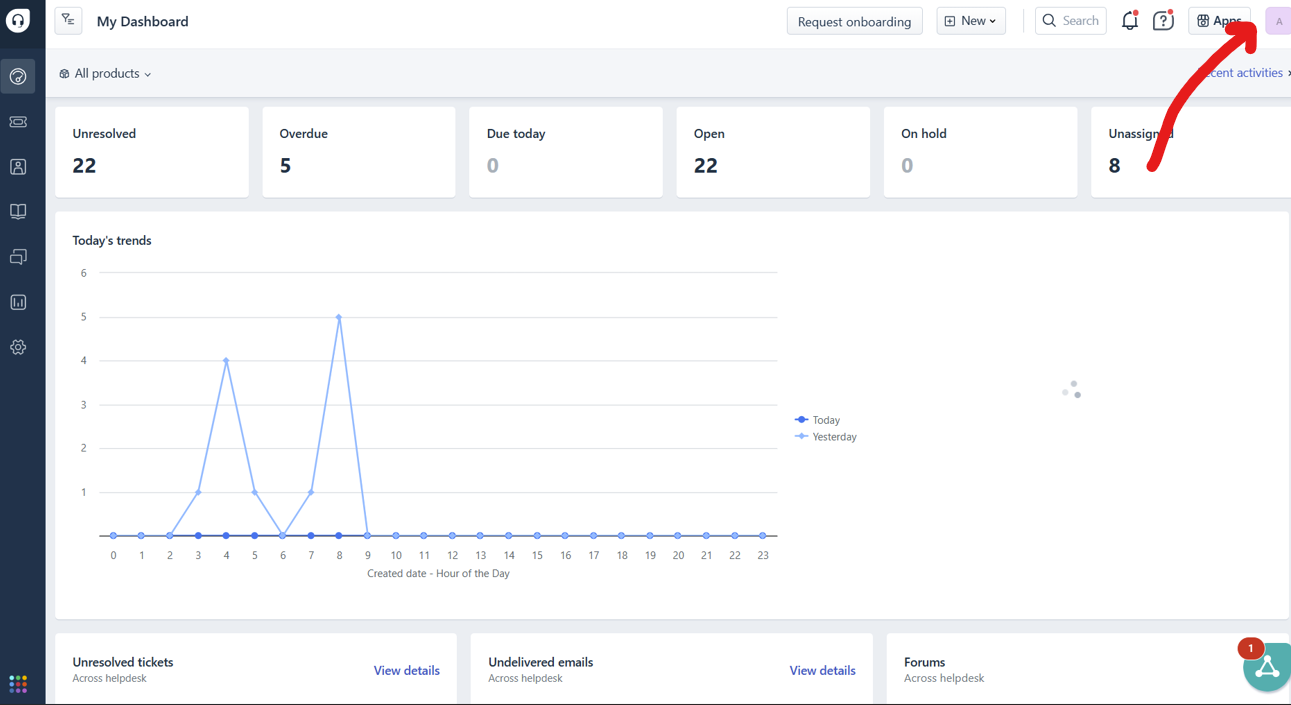 My Dashboard
Request onboarding
New
Search
Apps
A
All products
ecent activities
Unresolved
22
Overdue
5
Due today
0
Open
22
On hold
0
Unassigned
8
Today's trends
6
5
4
3
2
1
0 1 2 3 4 5 6 7 8 9 10 11 12 13 14 15 16 17 18 19 20 21 22 23
Created date - Hour of the Day
Today
Yesterday
Unresolved tickets
Across helpdesk
View details
Undelivered emails
Across helpdesk
View details
Forums
Across helpdesk
1